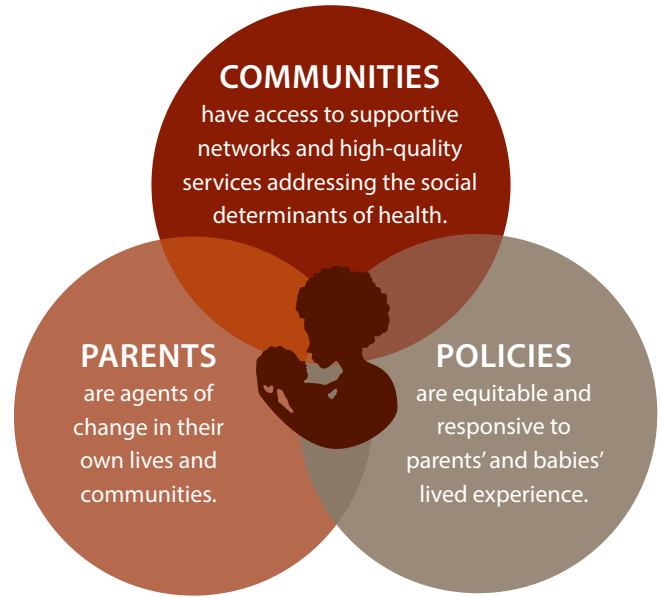 COMMUNITIES
have access to supportive
networks and high-quality
services addressing the social
determinants of health.
PARENTS
are agents of
change in their
own lives and
communities.
POLICIES
are equitable and
responsive to
parents’ and babies’
lived experience.